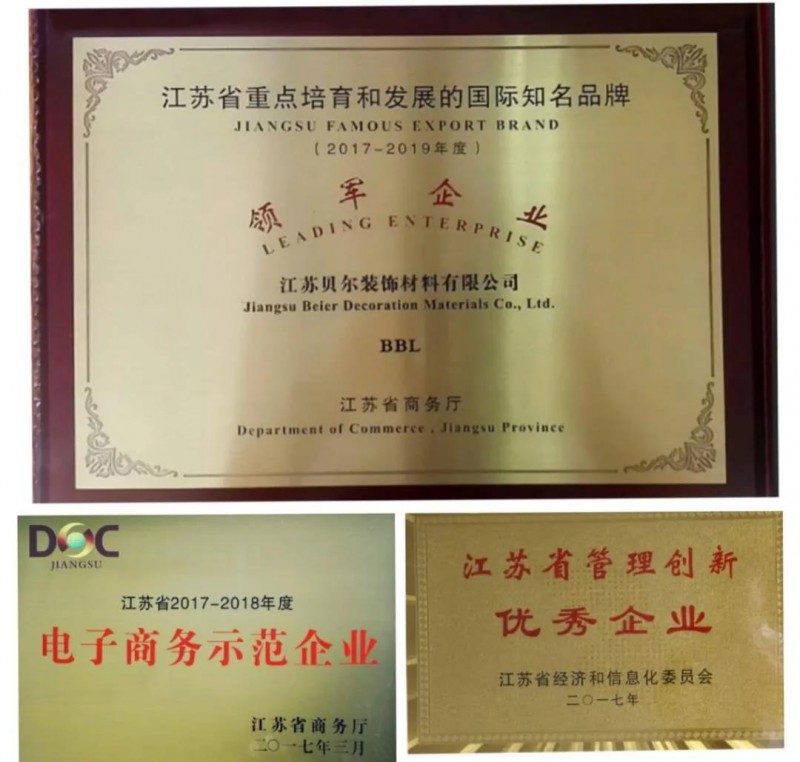 江苏省重点培育和发展的国际知名品牌
JIANGSU FAMOUS EXPORT BRAND
（2017-2019年度）
领军企业
LEADING ENTERPRISE
江苏贝尔装饰材料有限公司
Jiangsu Beier Decoration Materials Co., Ltd.
BBL
江苏省商务厅
Department of Commerce , Jiangsu Province
DOC
JIANGSU
江苏省2017-2018年度
电子商务示范企业
江苏省商务厅
二〇一七年三月
江苏省管理创新
优秀企业
江苏省经济和信息化委员会
二〇一七年